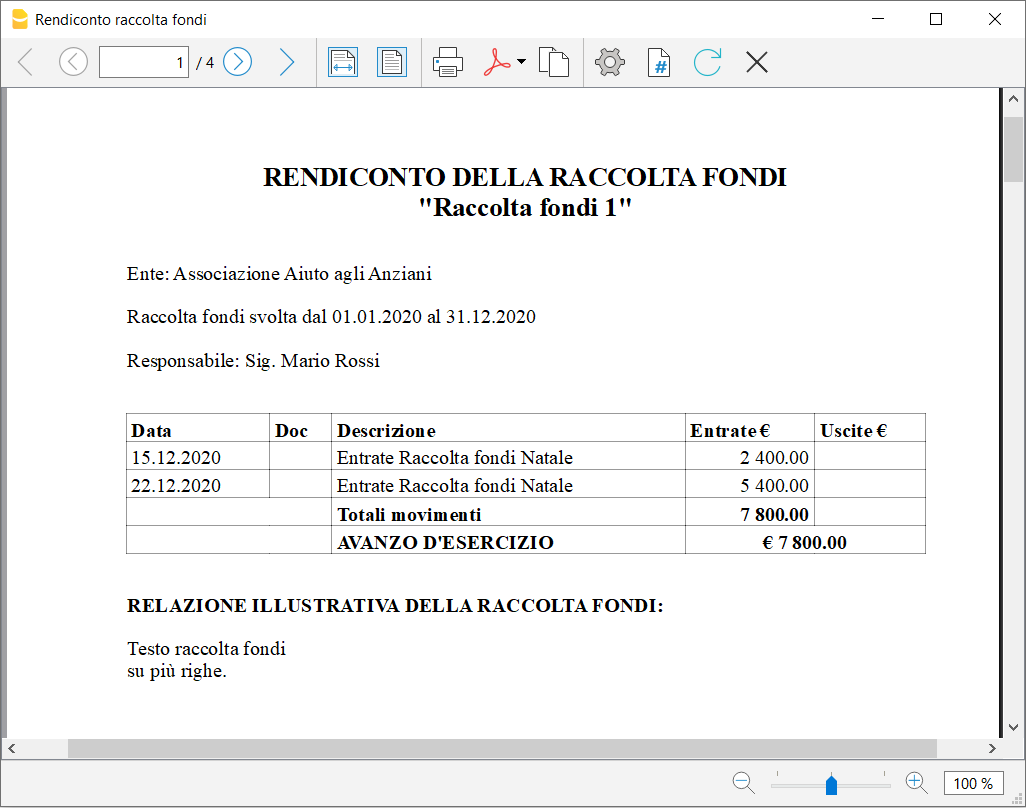 Rendiconto raccolta fondi
1 / 4
#
RENDICONTO DELLA RACCOLTA FONDI
"Raccolta fondi 1"
Ente: Associazione Aiuto agli Anziani
Raccolta fondi svolta dal 01.01.2020 al 31.12.2020
Responsabile: Sig. Mario Rossi
Data Doc Descrizione Entrate € Uscite €
15.12.2020 Entrate Raccolta fondi Natale 2 400.00
22.12.2020 Entrate Raccolta fondi Natale 5 400.00
Totali movimenti 7 800.00
AVANZO D'ESERCIZIO € 7 800.00
RELAZIONE ILLUSTRATIVA DELLA RACCOLTA FONDI:
Testo raccolta fondi
su più righe.
100 %